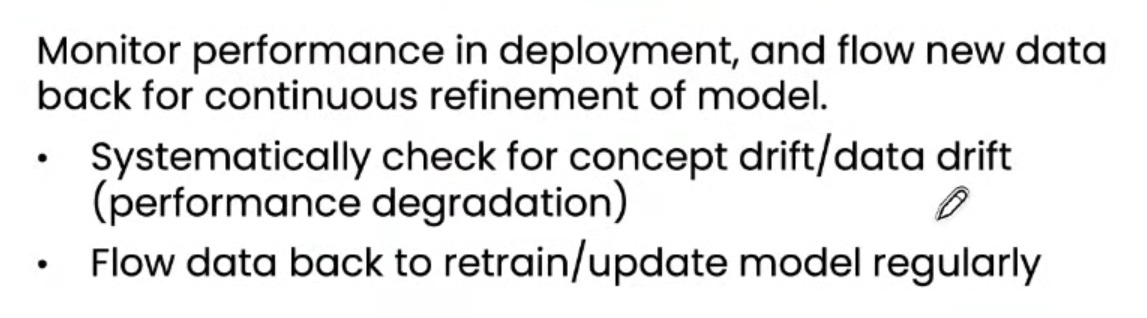 Monitor performance in deployment, and flow new data
back for continuous refinement of model.
• Systematically check for concept drift/data drift
(performance degradation)
• Flow data back to retrain/update model regularly